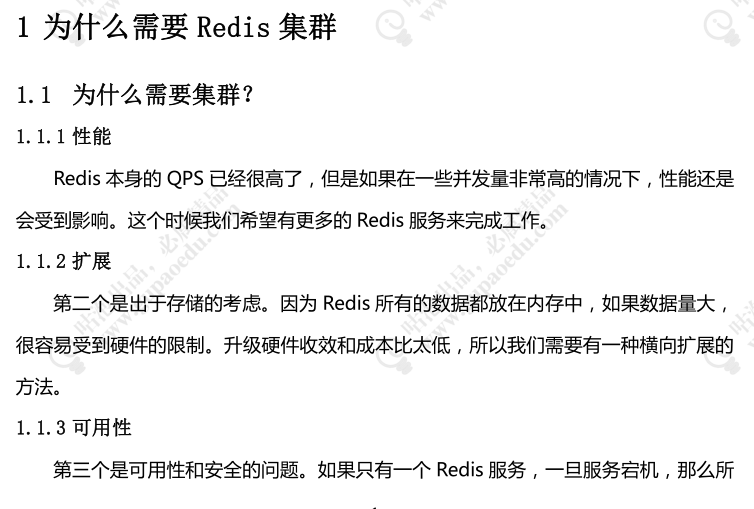 1 为什么需要 Redis 集群
1.1 为什么需要集群？
1.1.1 性能
Redis 本身的 QPS 已经很高了，但是如果在一些并发量非常高的情况下，性能还是
会受到影响。这个时候我们希望有更多的 Redis 服务来完成工作。
1.1.2 扩展
第二个是出于存储的考虑。因为 Redis 所有的数据都放在内存中，如果数据量大，
很容易受到硬件的限制。升级硬件收效和成本比太低，所以我们需要有一种横向扩展的
方法。
1.1.3 可用性
第三个是可用性和安全的问题。如果只有一个 Redis 服务，一旦服务宕机，那么所